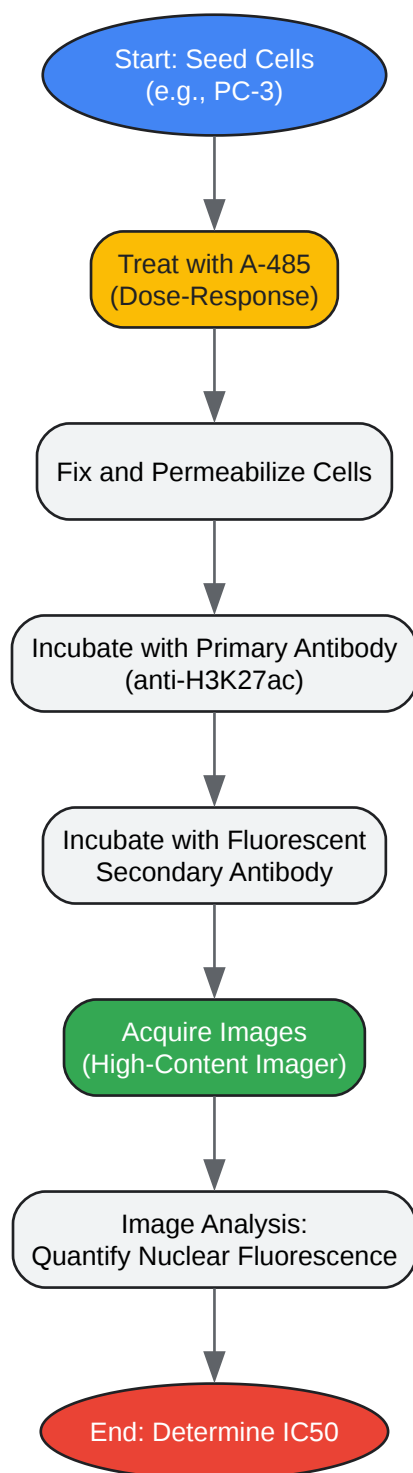 Start: Seed Cells
(e.g., PC-3)
Treat with A-485
(Dose-Response)
Fix and Permeabilize Cells
Incubate with Primary Antibody
(anti-H3K27ac)
Incubate with Fluorescent
Secondary Antibody
Acquire Images
(High-Content Imager)
Image Analysis:
Quantify Nuclear Fluorescence
End: Determine IC50